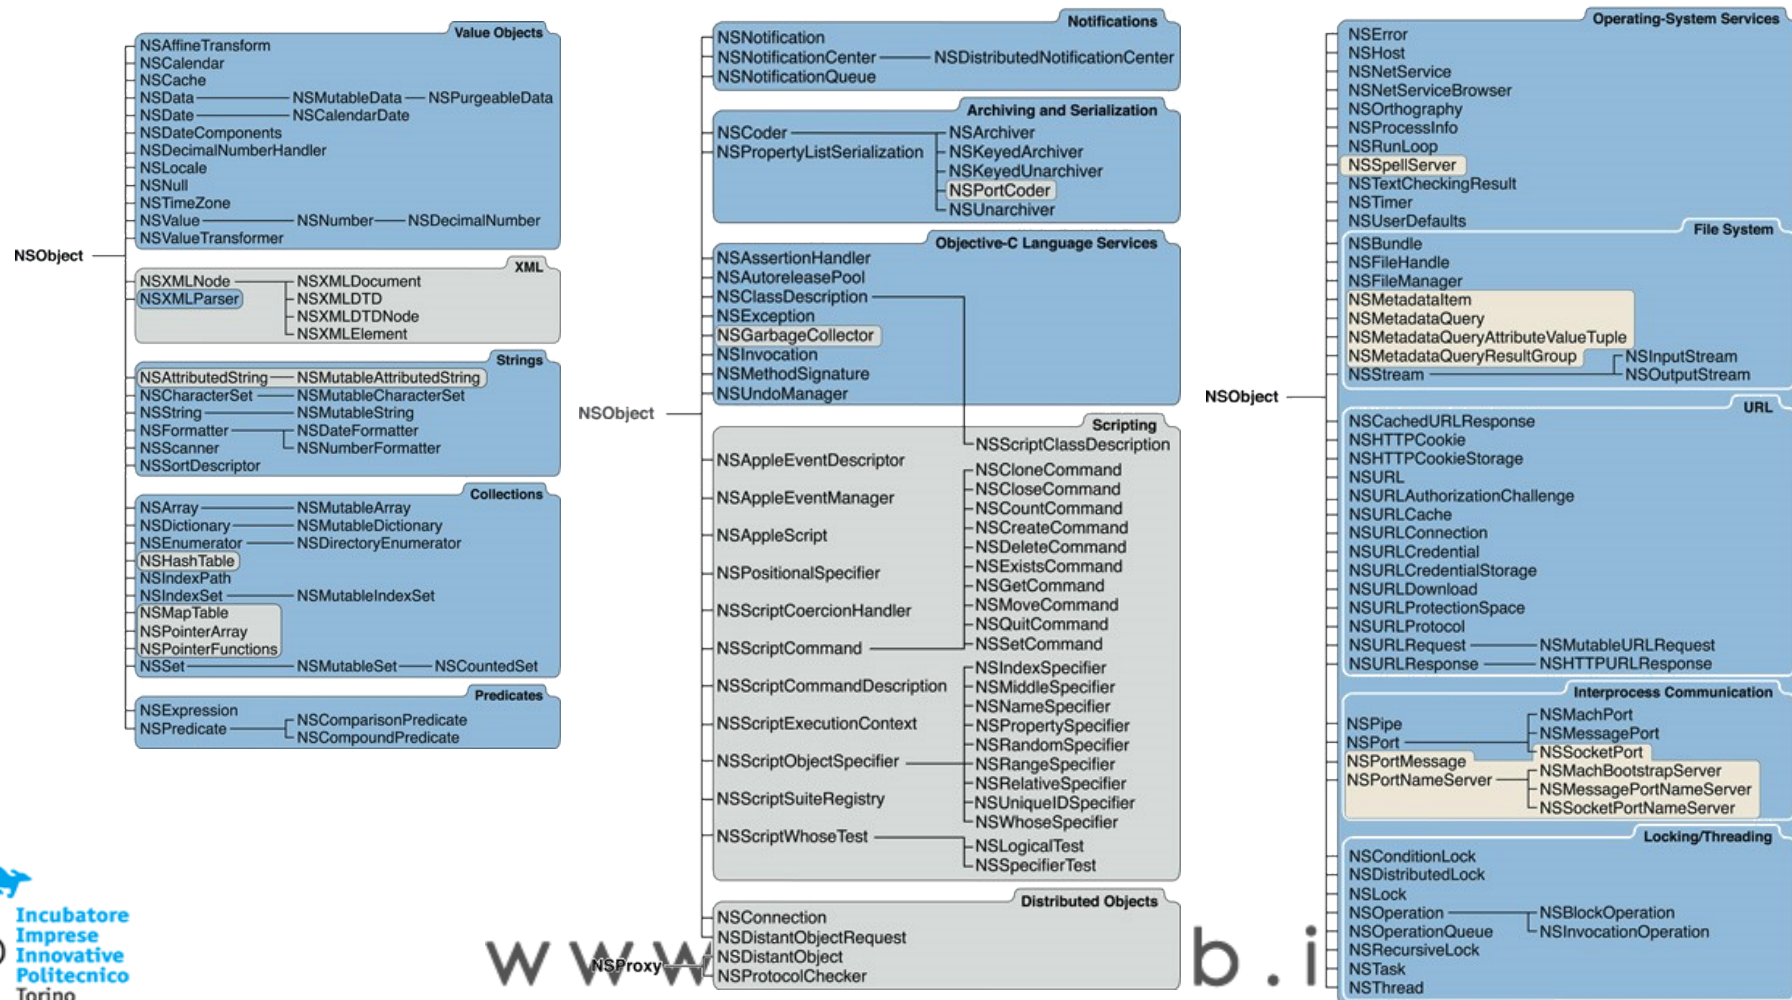 NSObject
Value Objects
NSAffineTransform
NSCalendar
NSCache
NSData NSMutableData NSPurgeableData
NSDate NSCalendarDate
NSDateComponents
NSDecimalNumberHandler
NSLocale
NSNull
NSTimeZone
NSValue NSNumber NSDecimalNumber
NSValueTransformer
XML
NSXMLNode NSXMLDocument
NSXMLParser NSXMLDTD
NSXMLDTDNode
NSXMLElement
Strings
NSAttributedString NSMutableAttributedString
NSCharacterSet NSMutableCharacterSet
NSString NSMutableString
NSFormatter NSDateFormatter
NSScanner NSNumberFormatter
NSSortDescriptor
Collections
NSArray NSMutableArray
NSDictionary NSMutableDictionary
NSEnumerator NSDirectoryEnumerator
NSHashTable
NSIndexPath
NSIndexSet NSMutableIndexSet
NSMapTable
NSPointerArray
NSPointerFunctions
NSSet NSMutableSet NSCountedSet
Predicates
NSExpression
NSPredicate NSComparisonPredicate
NSCompoundPredicate
NSObject
Notifications
NSNotification
NSNotificationCenter NSDistributedNotificationCenter
NSNotificationQueue
Archiving and Serialization
NSCoder NSArchiver
NSPropertyListSerialization NSKeyedArchiver
NSKeyedUnarchiver
NSPortCoder
NSUnarchiver
Objective-C Language Services
NSAssertionHandler
NSAutoreleasePool
NSClassDescription
NSException
NSGarbageCollector
NSInvocation
NSMethodSignature
NSUndoManager
Scripting
NSScriptClassDescription
NSAppleEventDescriptor
NSAppleEventManager
NSAppleScript
NSPositionalSpecifier
NSScriptCoercionHandler
NSScriptCommand
NSCloneCommand
NSCloseCommand
NSCountCommand
NSCreateCommand
NSDeleteCommand
NSExistsCommand
NSGetCommand
NSMoveCommand
NSQuitCommand
NSSetCommand
NSScriptCommandDescription
NSScriptExecutionContext
NSScriptObjectSpecifier
NSScriptSuiteRegistry
NSScriptWhoseTest
NSIndexSpecifier
NSMiddleSpecifier
NSNameSpecifier
NSPropertySpecifier
NSRandomSpecifier
NSRangeSpecifier
NSRelativeSpecifier
NSUniqueIDSpecifier
NSWhoseSpecifier
NSLogicalTest
NSSpecifierTest
Distributed Objects
NSConnection
NSDistantObjectRequest
NSDistantObject
NSProtocolChecker
NSProxy
NSObject
Operating-System Services
NSError
NSHost
NSNetService
NSNetServiceBrowser
NSOrthography
NSProcessInfo
NSRunLoop
NSSpellServer
NSTextCheckingResult
NSTimer
NSUserDefaults
File System
NSBundle
NSFileHandle
NSFileManager
NSMetadataItem
NSMetadataQuery
NSMetadataQueryAttributeValueTuple
NSMetadataQueryResultGroup NSInputStream
NSStream NSOutputStream
URL
NSCachedURLResponse
NSHTTPCookie
NSHTTPCookieStorage
NSURL
NSURLAuthorizationChallenge
NSURLCache
NSURLConnection
NSURLCredential
NSURLCredentialStorage
NSURLDownload
NSURLProtectionSpace
NSURLProtocol
NSURLRequest NSMutableURLRequest
NSURLResponse NSHTTPURLResponse
Interprocess Communication
NSPipe NSMachPort
NSPort NSMessagePort
NSSocketPort
NSPortMessage
NSPortNameServer NSMachBootstrapServer
NSMessagePortNameServer
NSSocketPortNameServer
Locking/Threading
NSConditionLock
NSDistributedLock
NSLock
NSOperation NSBlockOperation
NSOperationQueue NSInvocationOperation
NSRecursiveLock
NSTask
NSThread
Incubatore
Imprese
Innovative
Politecnico
Torino